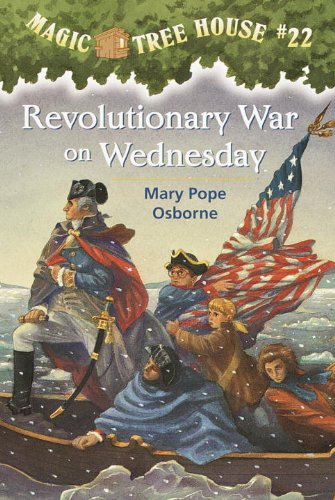 MAGIC TREE HOUSE #22
Revolutionary War
on Wednesday
Mary Pope
Osborne